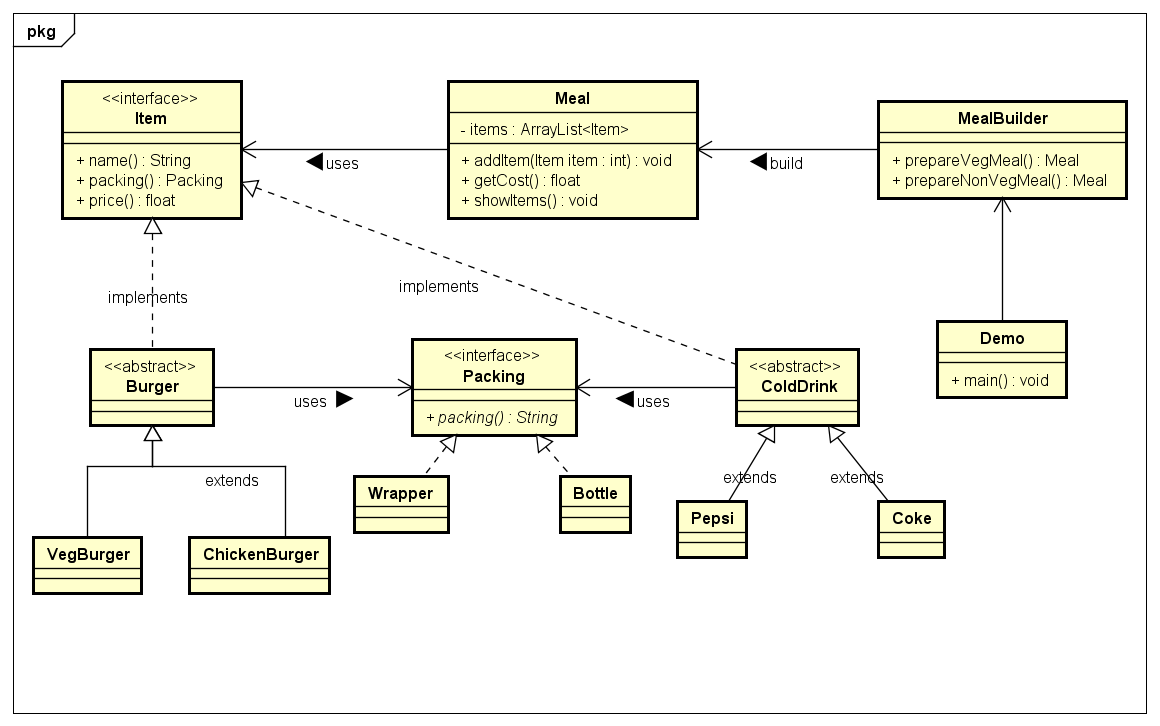 pkg
<<interface>>
Item
+ name() : String
+ packing() : Packing
+ price() : float
uses
Meal
- items : ArrayList<Item>
+ addItem(Item item : int) : void
+ getCost() : float
+ showItems() : void
build
MealBuilder
+ prepareVegMeal() : Meal
+ prepareNonVegMeal() : Meal
implements
implements
<<abstract>>
Burger
uses
<<interface>>
Packing
+ packing() : String
uses
<<abstract>>
ColdDrink
Demo
+ main() : void
extends
Wrapper
Bottle
extends
extends
Pepsi
Coke
VegBurger
ChickenBurger